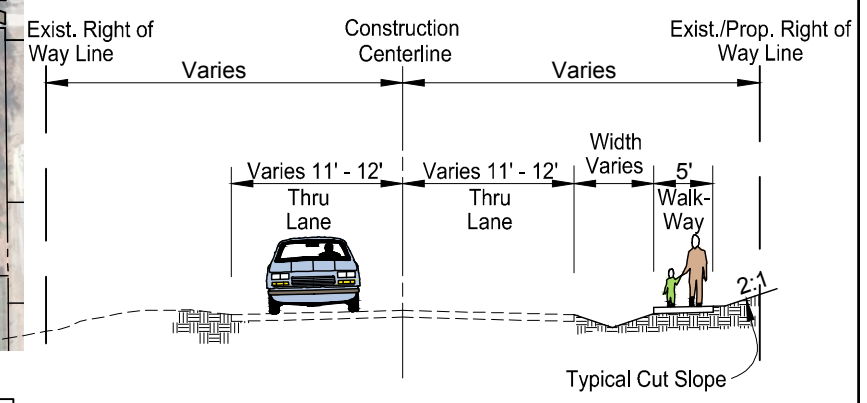 Exist. Right of
Way Line
Construction
Centerline
Exist./Prop. Right of
Way Line
Varies
Varies
Width
Varies
Varies 11' - 12'
Thru
Lane
Varies 11' - 12'
Thru
Lane
5'
Walk-
Way
2:1
Typical Cut Slope